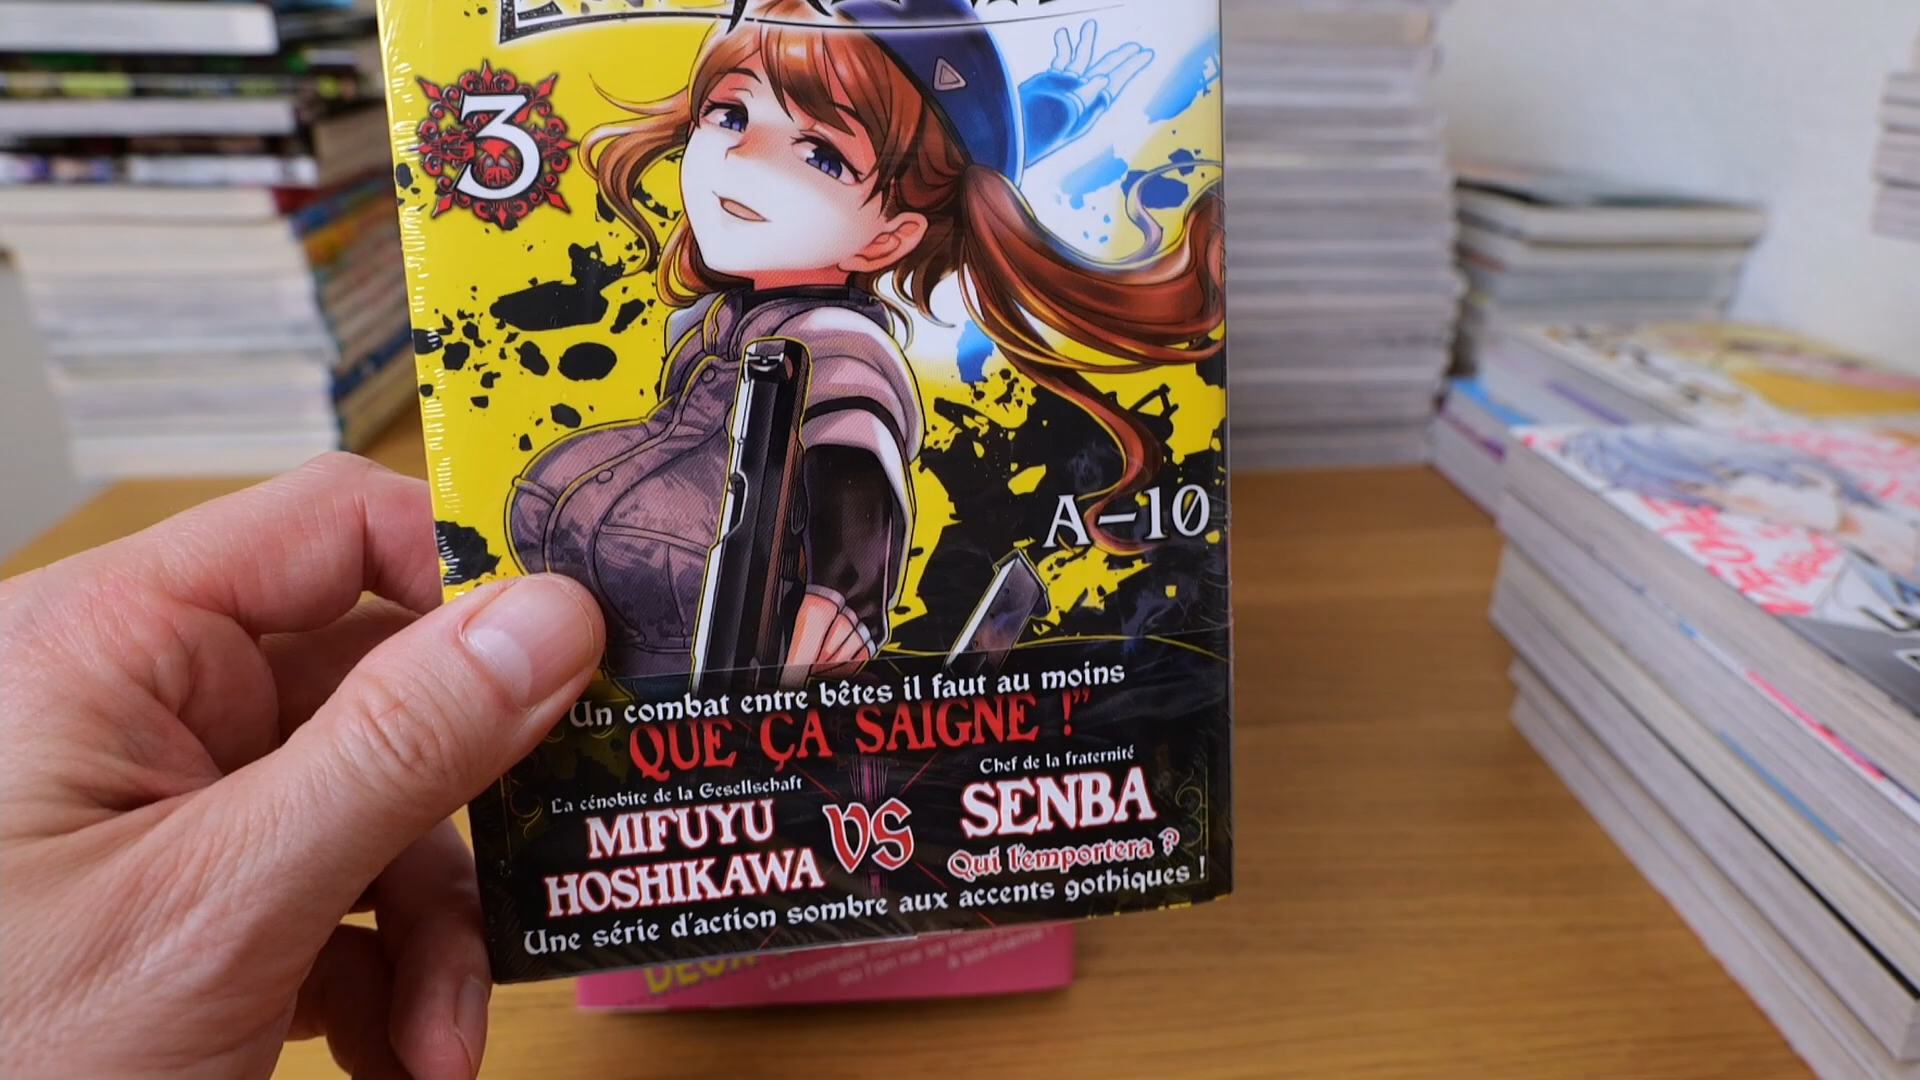 3
A-10
"Un combat entre bêtes il faut au moins
QUE ÇA SAIGNE !"
La cénobite de la Gesellschaft
MIFUYU
HOSHIKAWA
VS
Chef de la fraternité
SENBA
Qui l'emportera ?
Une série d'action sombre aux accents gothiques !
DEUX